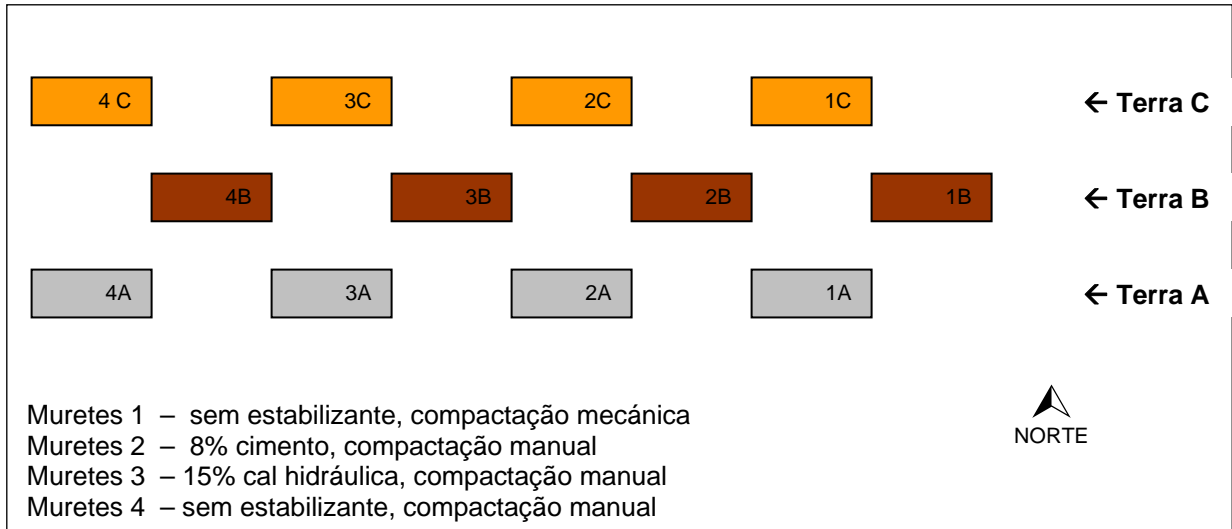 4 C 3C 2C 1C ← Terra C
4B 3B 2B 1B ← Terra B
4A 3A 2A 1A ← Terra A
Muretes 1 – sem estabilizante, compactação mecánica
Muretes 2 – 8% cimento, compactação manual
Muretes 3 – 15% cal hidráulica, compactação manual
Muretes 4 – sem estabilizante, compactação manual
NORTE